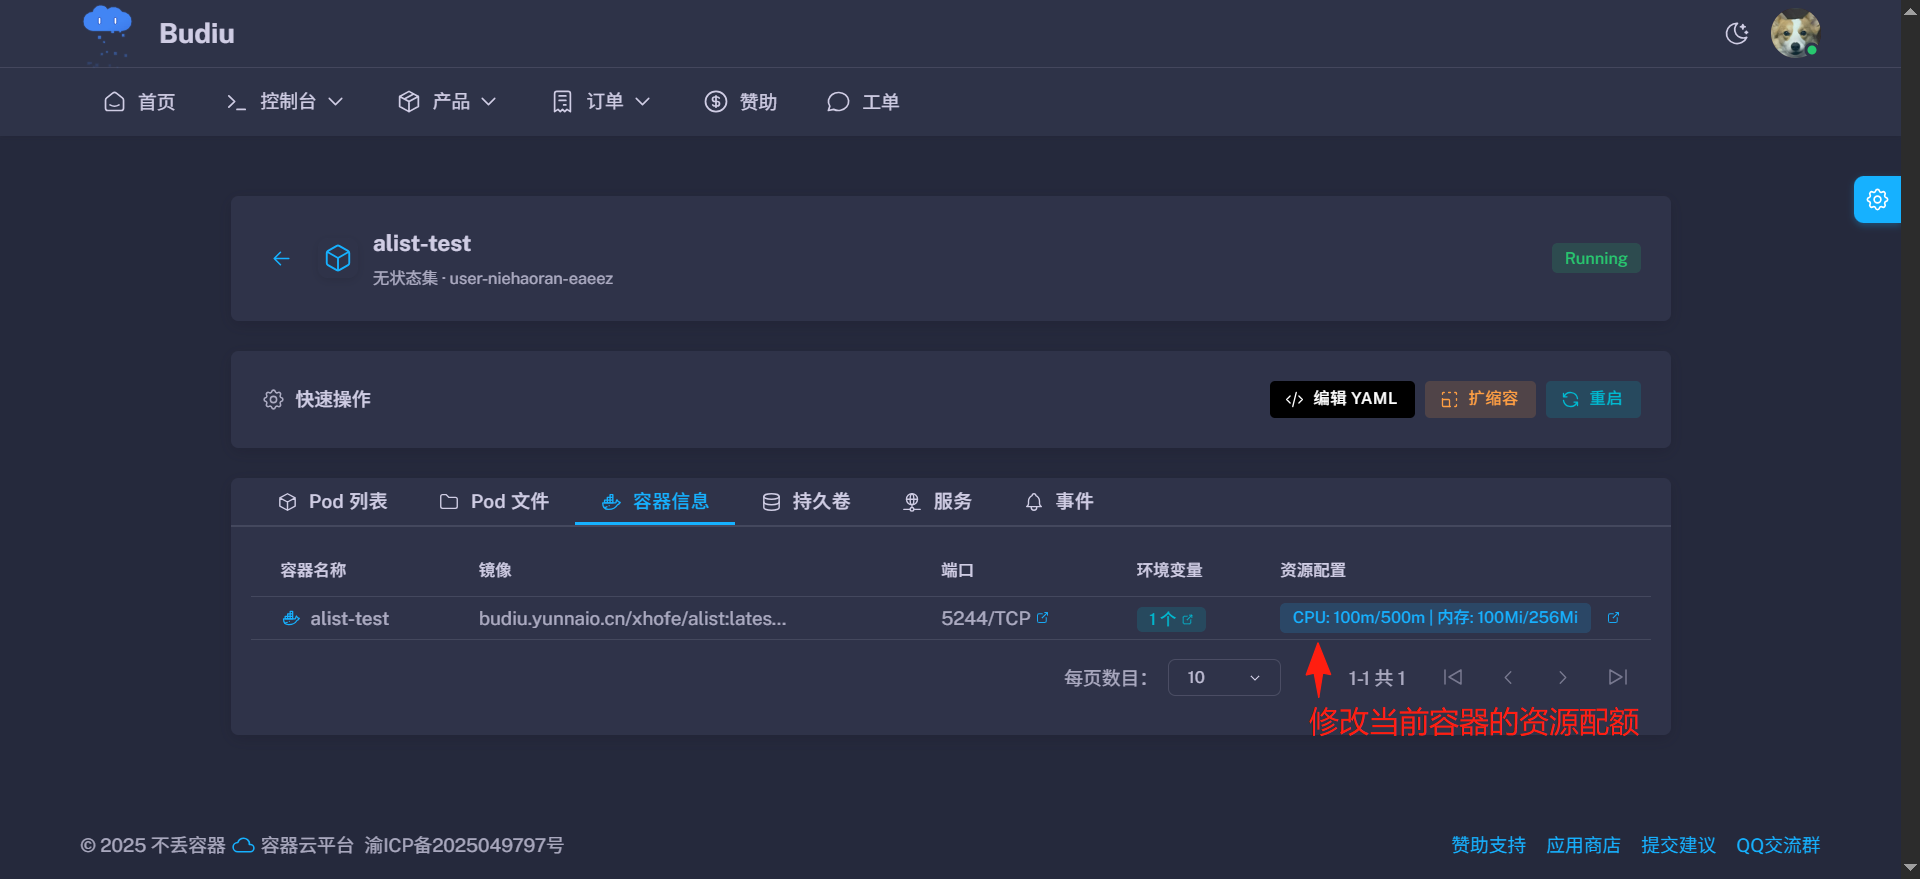 Budiu
首页 控制台 产品 订单 赞助 工单
alist-test
无状态集 · user-niehaoran-eaeez
Running
快速操作
编辑 YAML 扩缩容 重启
Pod 列表 Pod 文件 容器信息 持久卷 服务 事件
容器名称 镜像 端口 环境变量 资源配置
alist-test budiu.yunnaio.cn/xhofe/alist:lates... 5244/TCP 1 个 CPU: 100m/500m | 内存: 100Mi/256Mi
每页数目： 10 1-1 共 1
修改当前容器的资源配额
© 2025 不丢容器 容器云平台 渝ICP备2025049797号
赞助支持 应用商店 提交建议 QQ交流群